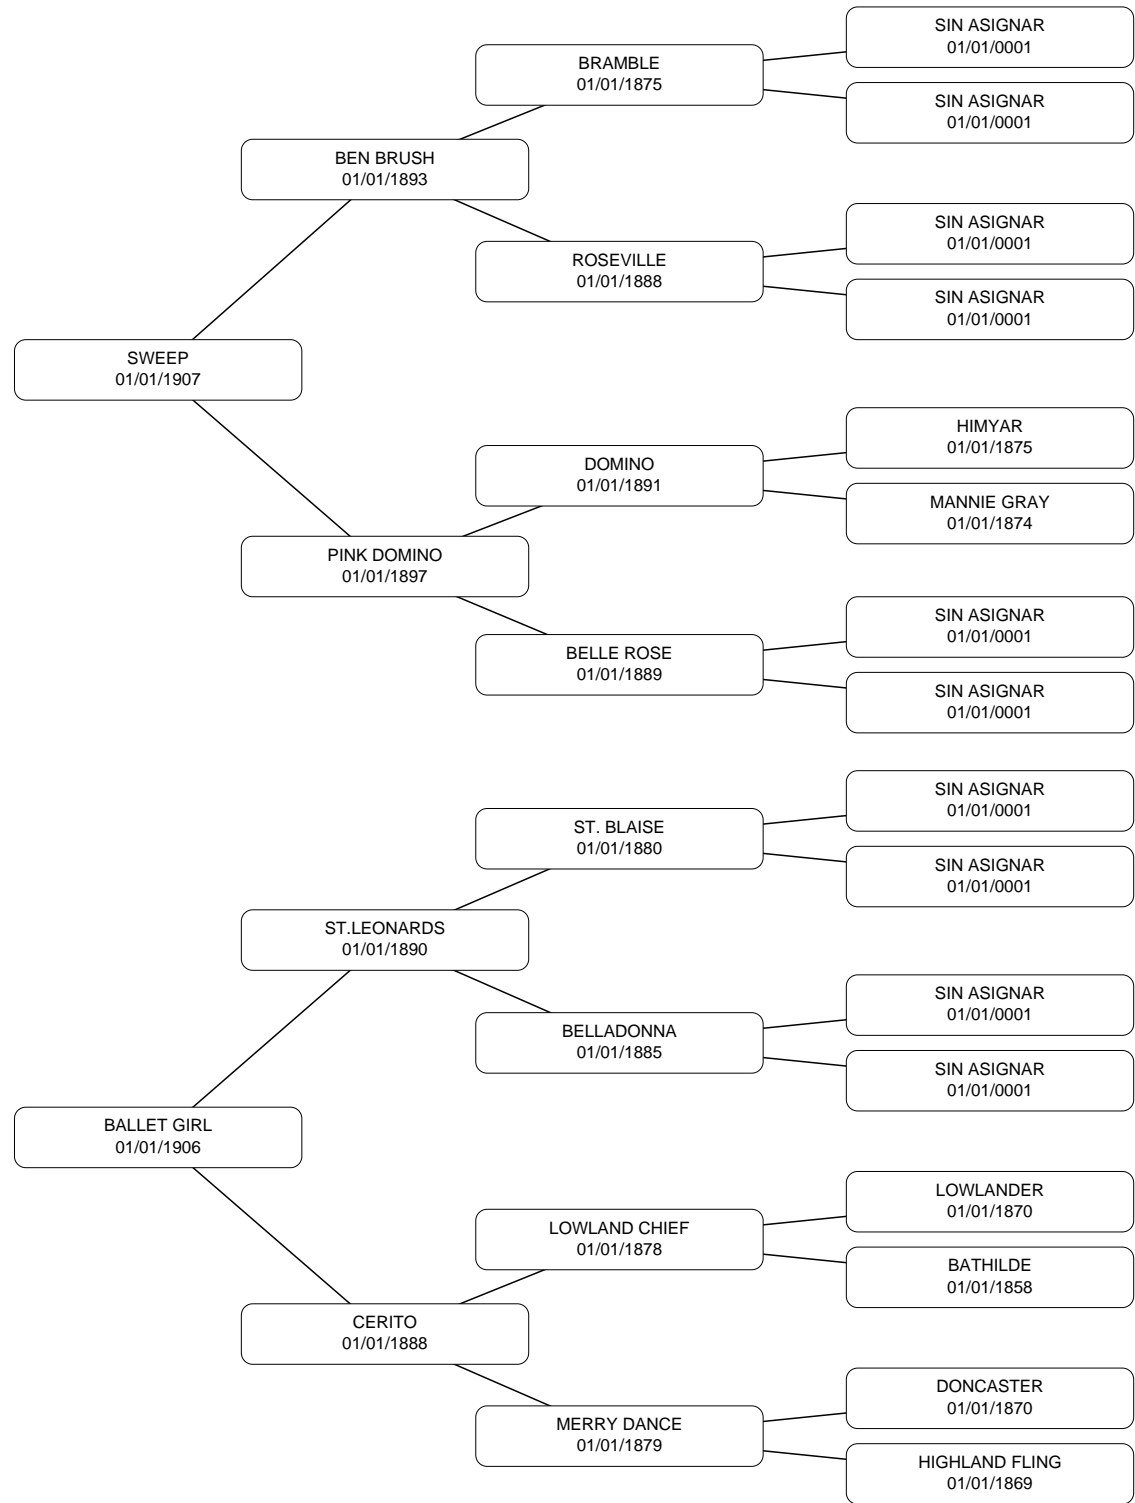 SIN ASIGNAR
01/01/0001
BRAMBLE
01/01/1875
SIN ASIGNAR
01/01/0001
BEN BRUSH
01/01/1893
SIN ASIGNAR
01/01/0001
ROSEVILLE
01/01/1888
SIN ASIGNAR
01/01/0001
SWEEP
01/01/1907
HIMYAR
01/01/1875
DOMINO
01/01/1891
MANNIE GRAY
01/01/1874
PINK DOMINO
01/01/1897
SIN ASIGNAR
01/01/0001
BELLE ROSE
01/01/1889
SIN ASIGNAR
01/01/0001
SIN ASIGNAR
01/01/0001
ST. BLAISE
01/01/1880
SIN ASIGNAR
01/01/0001
ST.LEONARDS
01/01/1890
SIN ASIGNAR
01/01/0001
BELLADONNA
01/01/1885
SIN ASIGNAR
01/01/0001
BALLET GIRL
01/01/1906
LOWLANDER
01/01/1870
LOWLAND CHIEF
01/01/1878
BATHILDE
01/01/1858
CERITO
01/01/1888
DONCASTER
01/01/1870
MERRY DANCE
01/01/1879
HIGHLAND FLING
01/01/1869